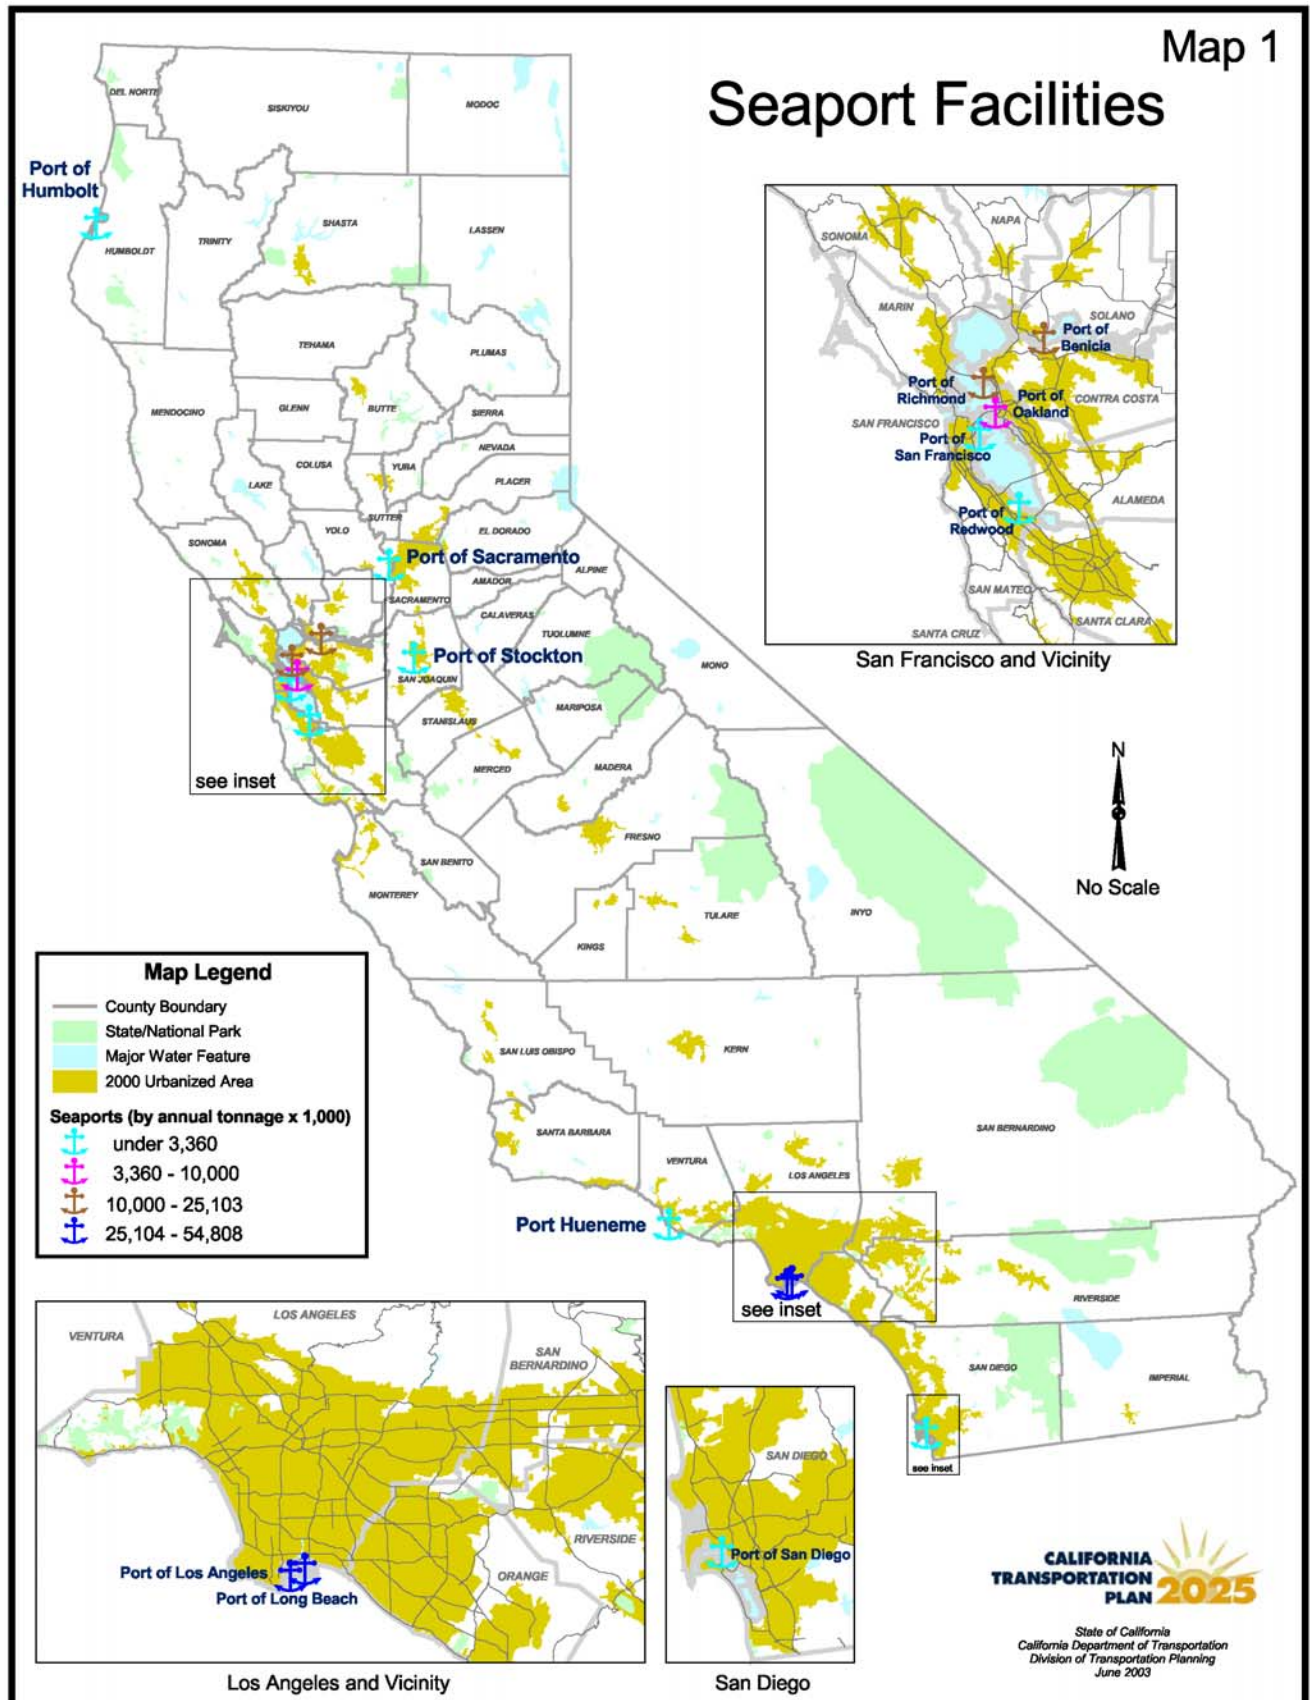 Map 1
Seaport Facilities
DEL NORTE
SISKIYOU
MODOC
Port of
Humbolt
HUMBOLDT
TRINITY
SHASTA
LASSEN
TEHAMA
PLUMAS
MENDOCINO
GLENN
BUTTE
SIERRA
NEVADA
COLUSA
YUBA
PLACER
LAKE
SUTTER
YOLO
EL DORADO
SONOMA
Port of Sacramento
ALPINE
AMADOR
SACRAMENTO
CALAVERAS
TUOLUMNE
Port of Stockton
SAN JOAQUIN
MONO
MARIPOSA
STANISLAUS
MERCED
MADERA
see inset
FRESNO
SAN BENITO
MONTEREY
TULARE
INYO
KINGS
SAN LUIS OBISPO
KERN
SANTA BARBARA
SAN BERNARDINO
VENTURA
LOS ANGELES
Port Hueneme
see inset
RIVERSIDE
SAN DIEGO
IMPERIAL
see inset
SONOMA
NAPA
MARIN
SOLANO
Port of
Benicia
Port of
Richmond
Port of
Oakland
CONTRA COSTA
SAN FRANCISCO
Port of
San Francisco
ALAMEDA
Port of
Redwood
SAN MATEO
SANTA CLARA
SANTA CRUZ
San Francisco and Vicinity
N
No Scale
Map Legend
County Boundary
State/National Park
Major Water Feature
2000 Urbanized Area
Seaports (by annual tonnage x 1,000)
under 3,360
3,360 - 10,000
10,000 - 25,103
25,104 - 54,808
LOS ANGELES
VENTURA
SAN
BERNARDINO
RIVERSIDE
ORANGE
Port of Los Angeles
Port of Long Beach
Los Angeles and Vicinity
SAN DIEGO
Port of San Diego
San Diego
CALIFORNIA
TRANSPORTATION
PLAN 2025
State of California
California Department of Transportation
Division of Transportation Planning
June 2003